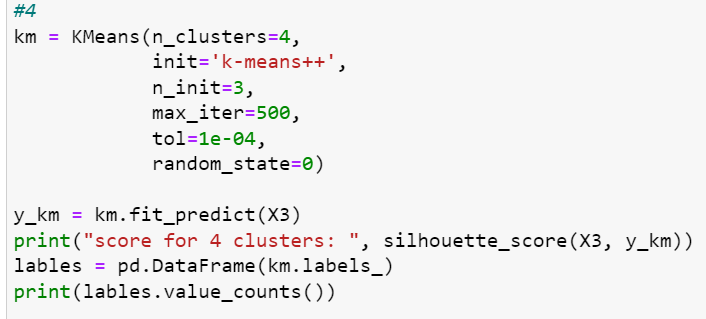 #4
km = KMeans(n_clusters=4,
            init='k-means++',
            n_init=3,
            max_iter=500,
            tol=1e-04,
            random_state=0)

y_km = km.fit_predict(X3)
print("score for 4 clusters: ", silhouette_score(X3, y_km))
lables = pd.DataFrame(km.labels_)
print(lables.value_counts())